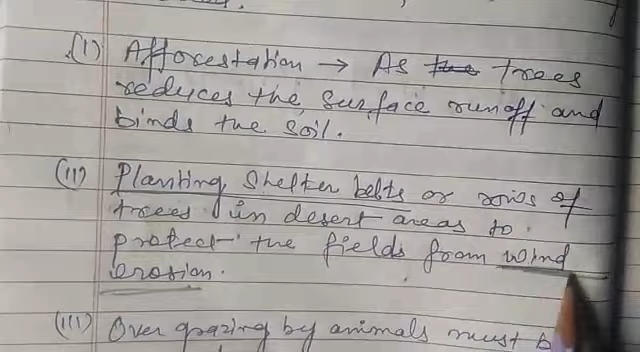 (I) Afforestation → As the trees
reduces the surface runoff and
binds the soil.
(II) Planting shelter belts or rows of
trees in desert areas to
protect the fields from wind
erosion.
(III) Over grazing by animals must b